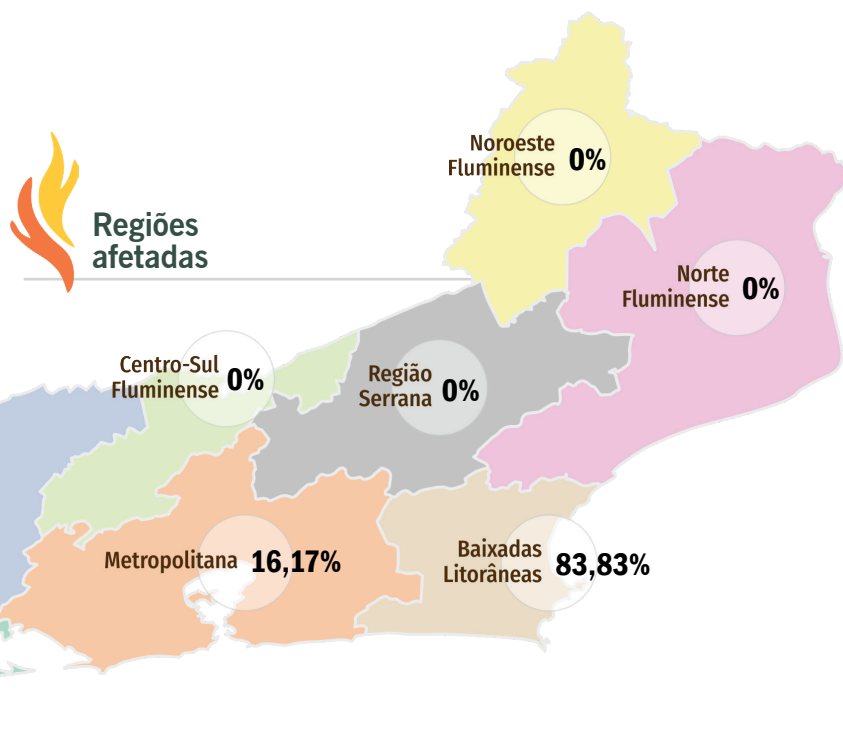 Noroeste
Fluminense
0%
Regiões
afetadas
Norte
Fluminense
0%
Centro-Sul
Fluminense
0%
Região
Serrana
0%
Metropolitana
16,17%
Baixadas
Litorâneas
83,83%